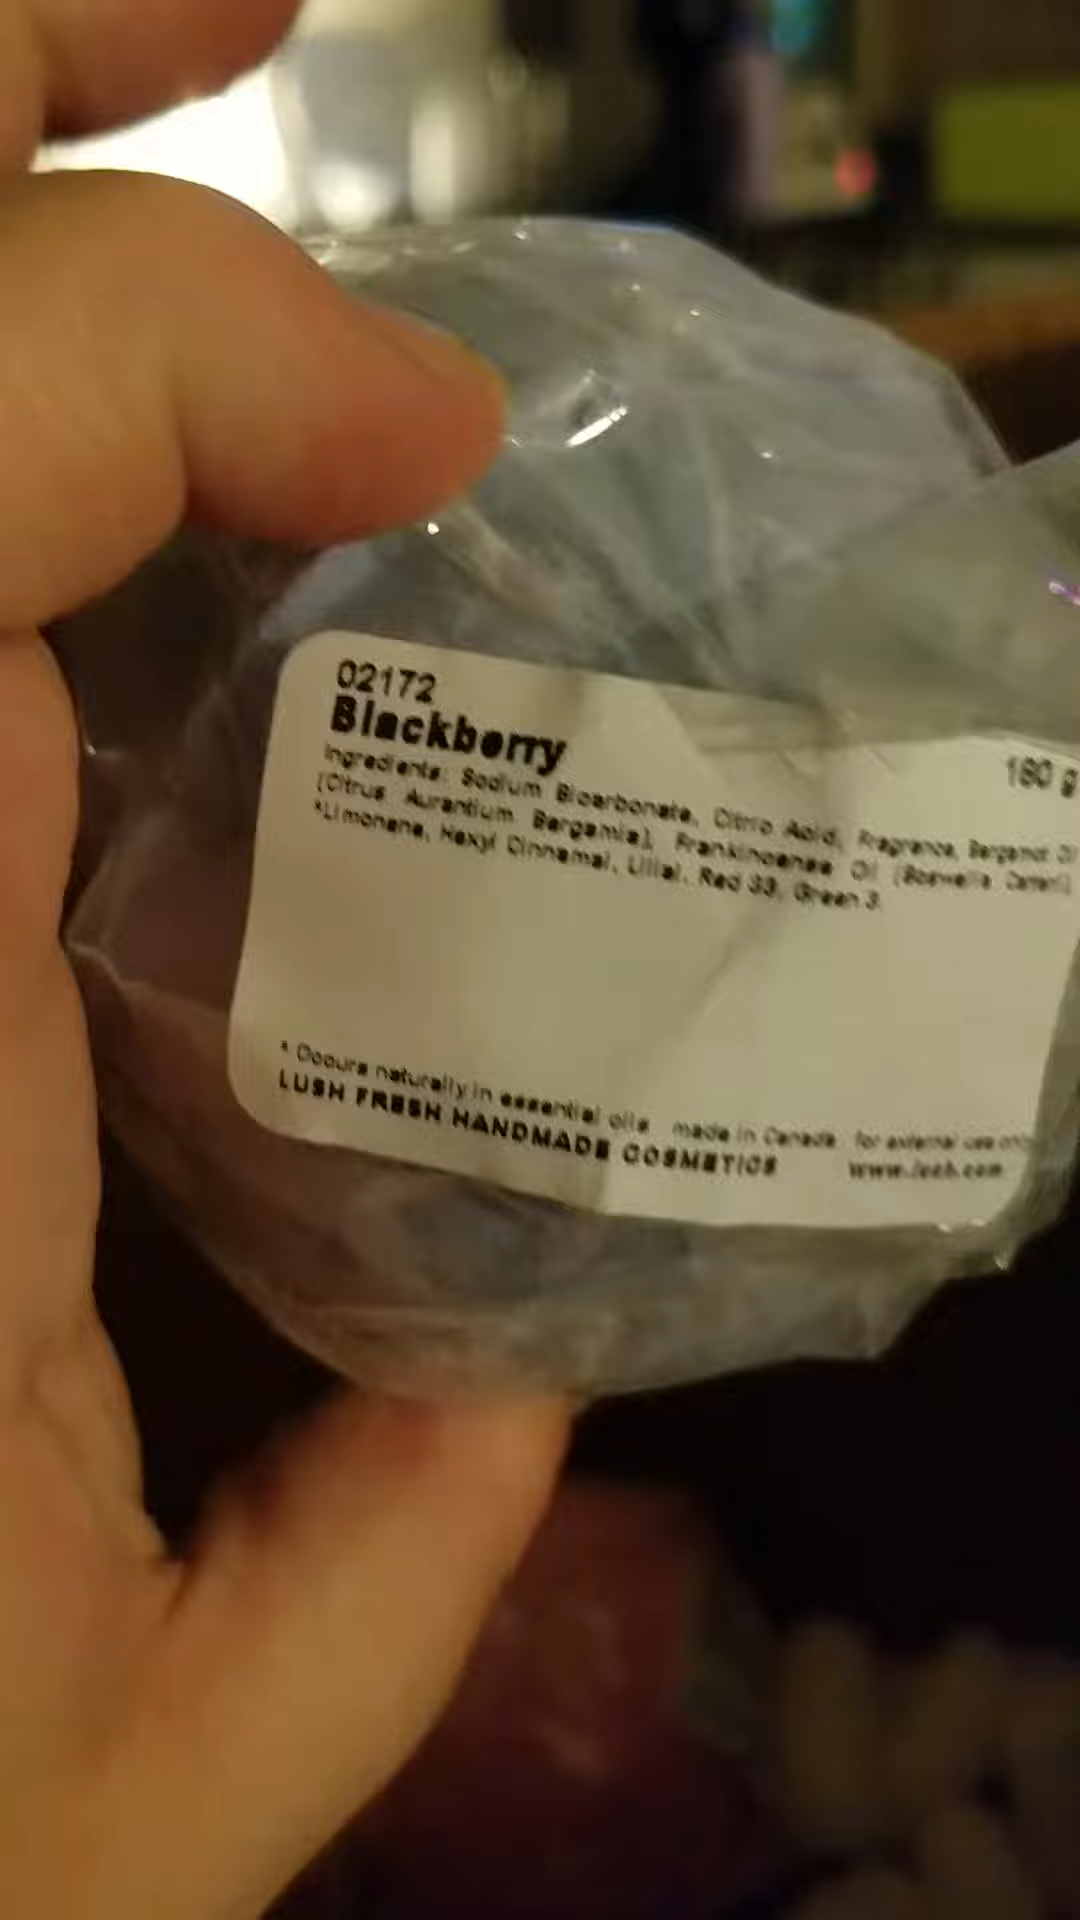 02172
Blackberry
180 g
Ingredients: Sodium Bicarbonate, Citric Acid, Fragrance, Bergamot Oil
(Citrus Aurantium Bergamia), Frankincense Oil (Boswellia Carterii),
*Limonene, Hexyl Cinnamal, Lilial, Red 33, Green 3.
* Occurs naturally in essential oils made in Canada for external use only
LUSH FRESH HANDMADE COSMETICS www.lush.com